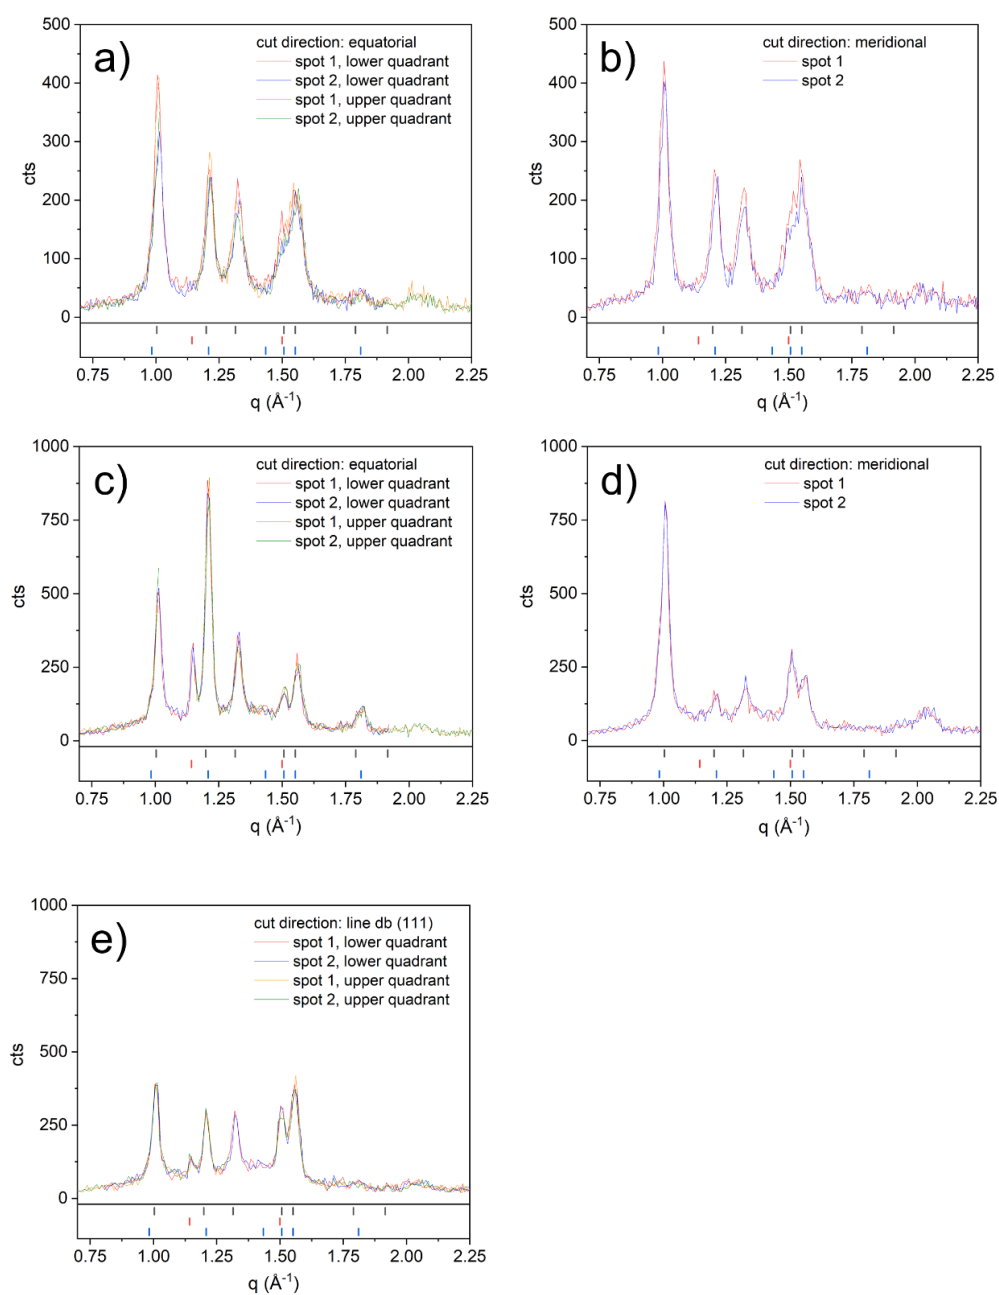 a)
cut direction: equatorial
spot 1, lower quadrant
spot 2, lower quadrant
spot 1, upper quadrant
spot 2, upper quadrant
500
400
300
200
100
0
cts
0.75 1.00 1.25 1.50 1.75 2.00 2.25
q (Å⁻¹)
b)
cut direction: meridional
spot 1
spot 2
500
400
300
200
100
0
cts
0.75 1.00 1.25 1.50 1.75 2.00 2.25
q (Å⁻¹)
c)
cut direction: equatorial
spot 1, lower quadrant
spot 2, lower quadrant
spot 1, upper quadrant
spot 2, upper quadrant
1000
750
500
250
0
cts
0.75 1.00 1.25 1.50 1.75 2.00 2.25
q (Å⁻¹)
d)
cut direction: meridional
spot 1
spot 2
1000
750
500
250
0
cts
0.75 1.00 1.25 1.50 1.75 2.00 2.25
q (Å⁻¹)
e)
cut direction: line db (111)
spot 1, lower quadrant
spot 2, lower quadrant
spot 1, upper quadrant
spot 2, upper quadrant
1000
750
500
250
0
cts
0.75 1.00 1.25 1.50 1.75 2.00 2.25
q (Å⁻¹)